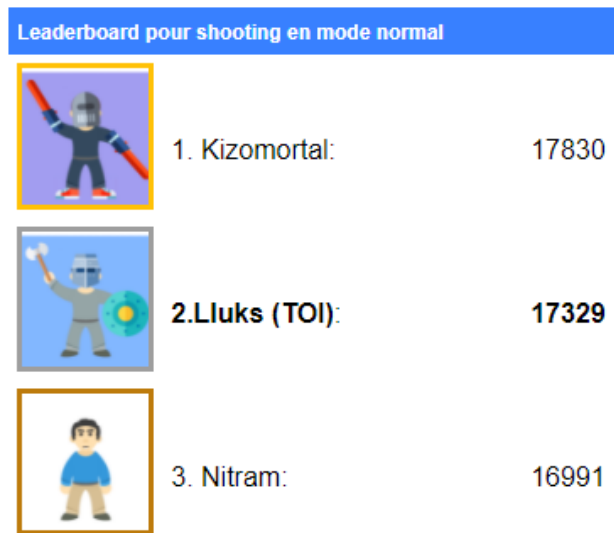 Leaderboard pour shooting en mode normal
1. Kizomortal: 17830
2.Lluks (TOI): 17329
3. Nitram: 16991